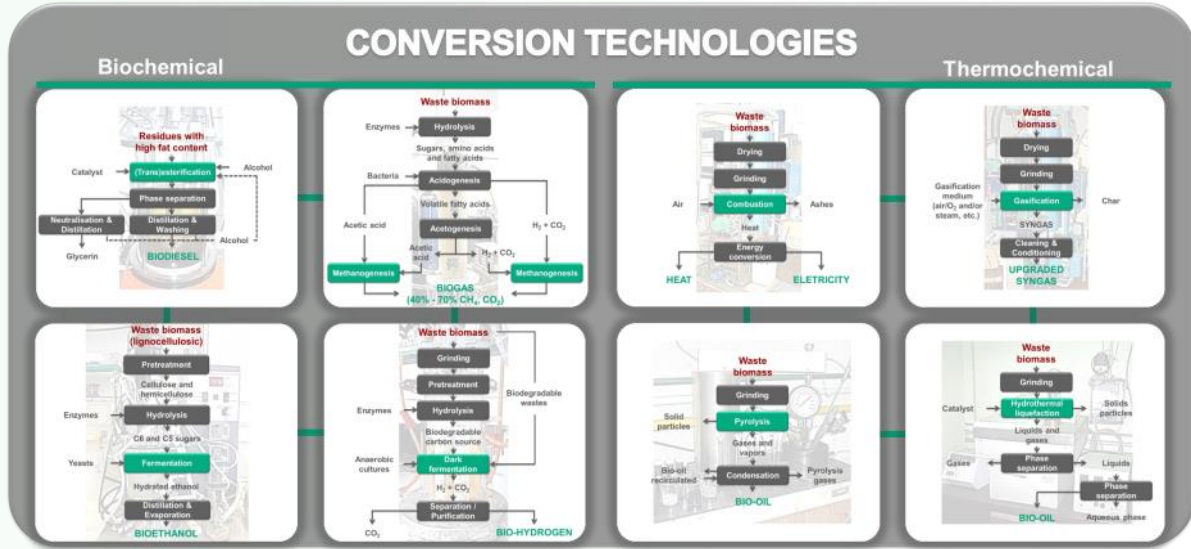 CONVERSION TECHNOLOGIES
Biochemical
Thermochemical
Residues with
high fat content
Catalyst
(Trans)esterification
Alcohol
Phase separation
Neutralisation &
Distillation
Distillation &
Washing
Alcohol
Glycerin
BIODIESEL
Waste biomass
Enzymes
Hydrolysis
Sugars, amino acids
and fatty acids
Bacteria
Acidogenesis
Volatile fatty acids
Acetic acid
Acetogenesis
H₂ + CO₂
Acetic
acid
H₂ + CO₂
Methanogenesis
Methanogenesis
BIOGAS
(40% - 70% CH₄, CO₂)
Waste
biomass
Drying
Grinding
Air
Combustion
Ashes
Heat
Energy
conversion
HEAT
ELETRICITY
Waste
biomass
Drying
Grinding
Gasification
medium
(air/O₂ and/or
steam, etc.)
Gasification
Char
SYNGAS
Cleaning &
Conditioning
UPGRADED
SYNGAS
Waste biomass
(lignocellulosic)
Pretreatment
Cellulose and
hemicellulose
Enzymes
Hydrolysis
C6 and C5 sugars
Yeasts
Fermentation
Hydrated ethanol
Distillation &
Evaporation
BIOETHANOL
Waste biomass
Grinding
Pretreatment
Biodegradable
wastes
Enzymes
Hydrolysis
Biodegradable
carbon source
Anaerobic
cultures
Dark
fermentation
H₂ + CO₂
Separation /
Purification
CO₂
BIO-HYDROGEN
Waste
biomass
Grinding
Solid
particles
Pyrolysis
Gases and
vapors
Bio-oil
recirculated
Condensation
Pyrolysis
gases
BIO-OIL
Waste
biomass
Grinding
Catalyst
Hydrothermal
liquefaction
Solids
particles
Liquids and
gases
Gases
Phase
separation
Liquids
Phase
separation
BIO-OIL
Aqueous phase